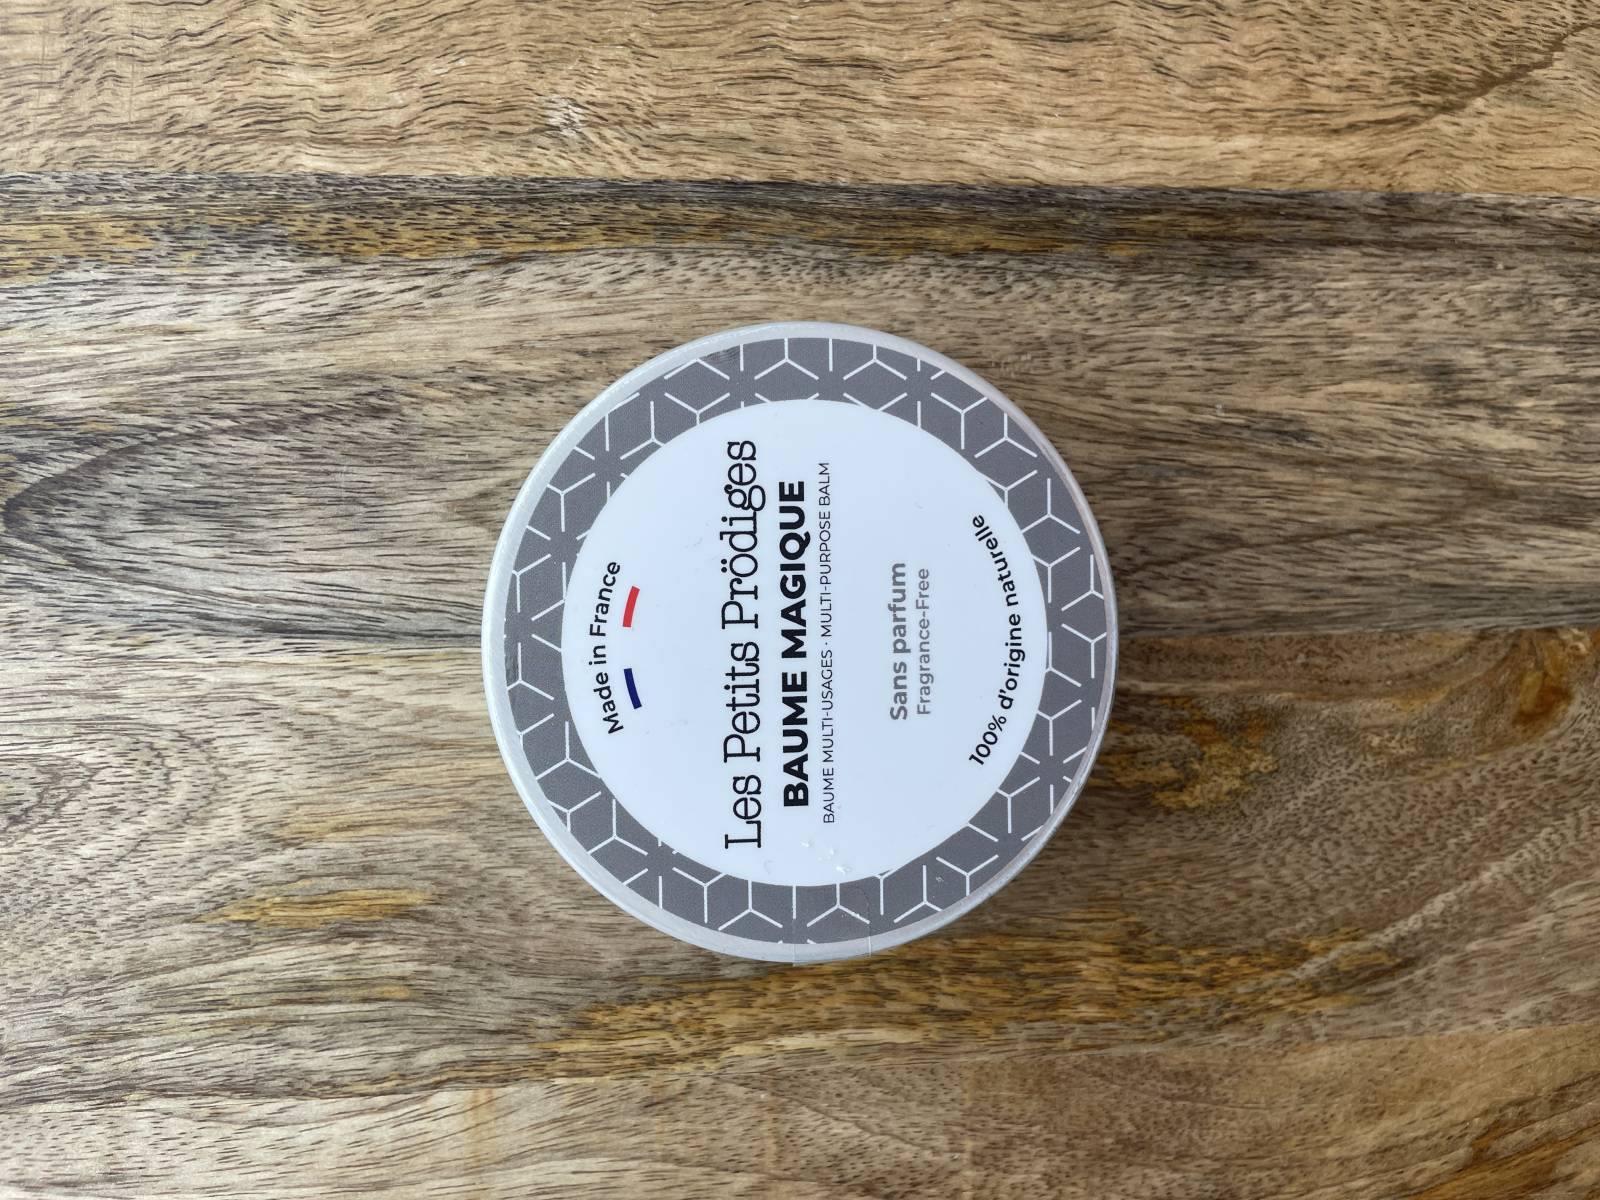 Made in France
Les Petits Prödiges
BAUME MAGIQUE
BAUME MULTI-USAGES · MULTI-PURPOSE BALM
Sans parfum
Fragrance-Free
100% d'origine naturelle